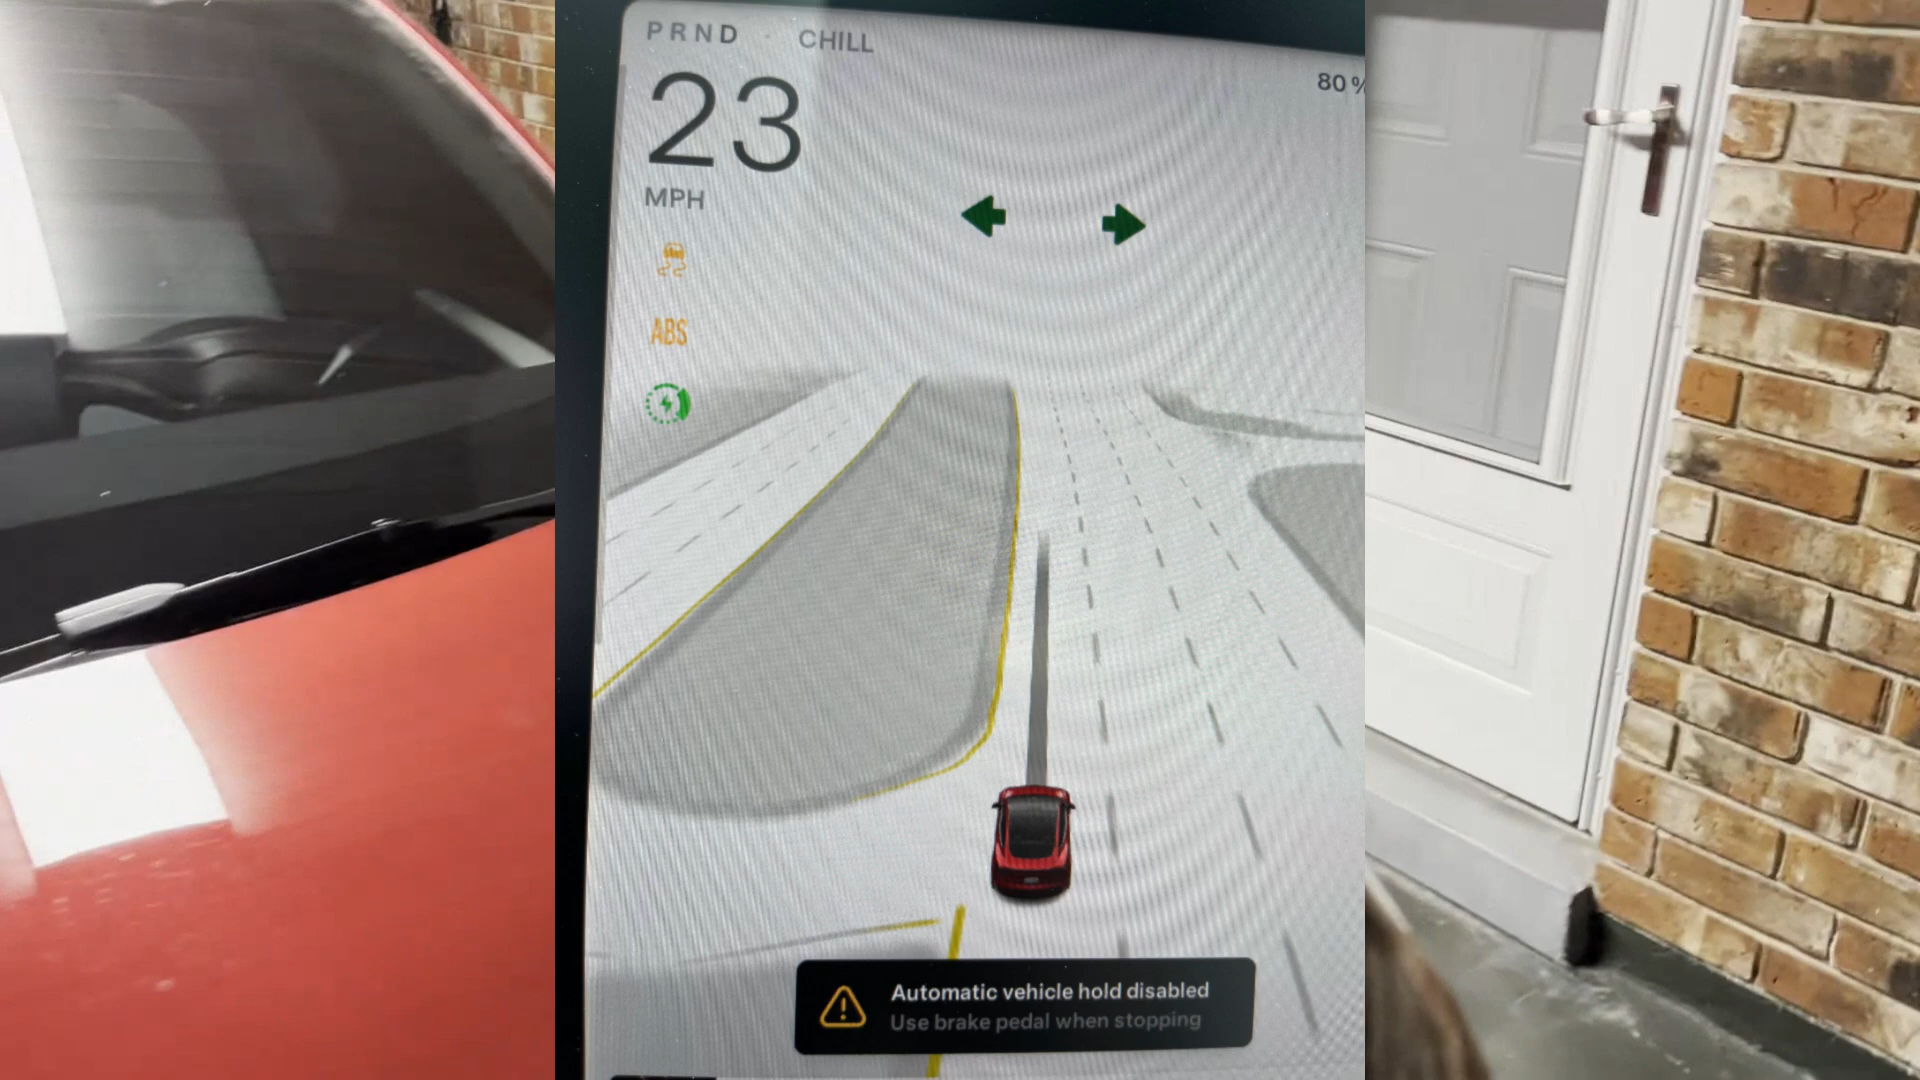 PRND · CHILL
80%
23
MPH
ABS
Automatic vehicle hold disabled
Use brake pedal when stopping